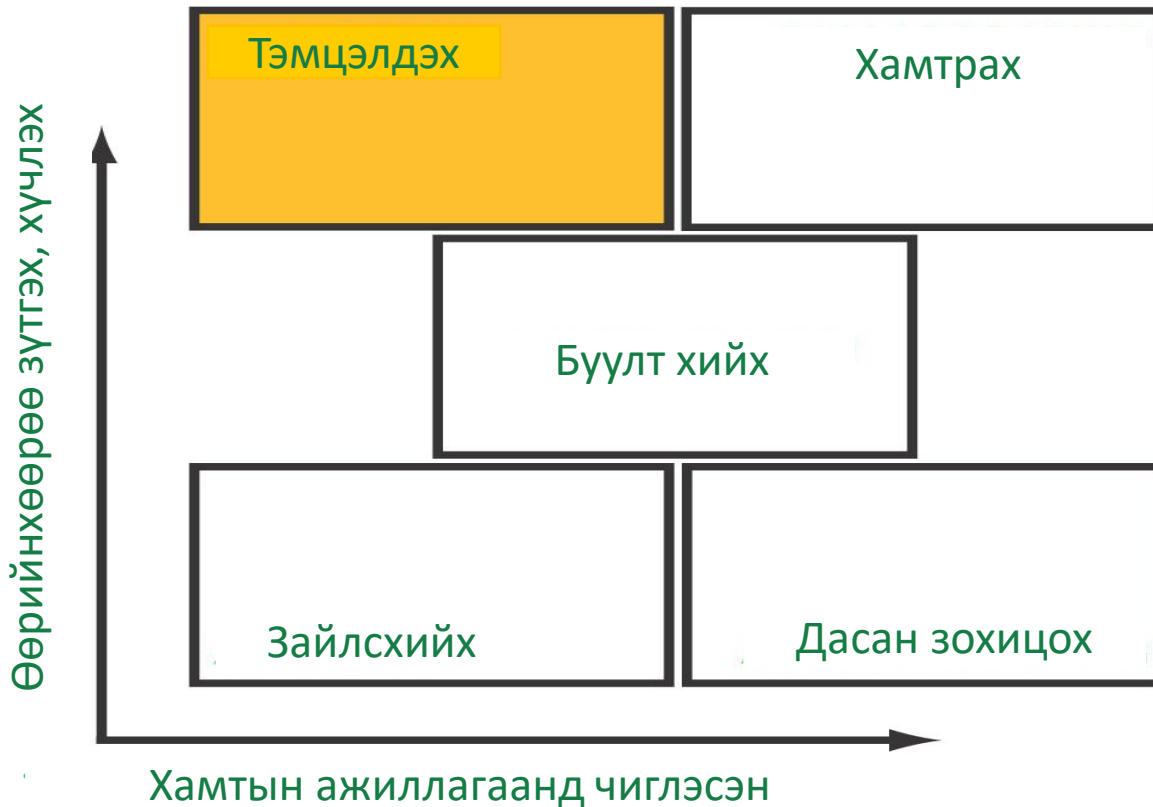 Тэмцэлдэх
Хамтрах
Өөрийнхөөрөө зүтгэх, хүчлэх
Буулт хийх
Зайлсхийх
Дасан зохицох
Хамтын ажиллагаанд чиглэсэн